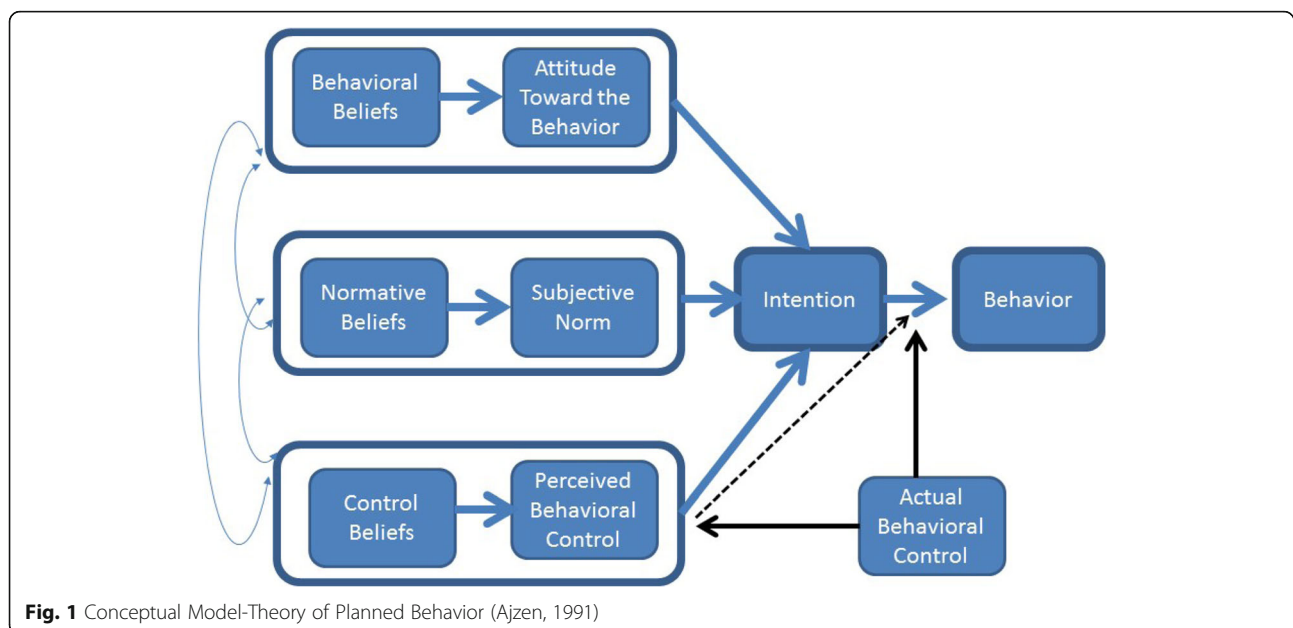 Behavioral
Beliefs
Attitude
Toward the
Behavior
Normative
Beliefs
Subjective
Norm
Intention
Behavior
Control
Beliefs
Perceived
Behavioral
Control
Actual
Behavioral
Control
Fig. 1 Conceptual Model-Theory of Planned Behavior (Ajzen, 1991)